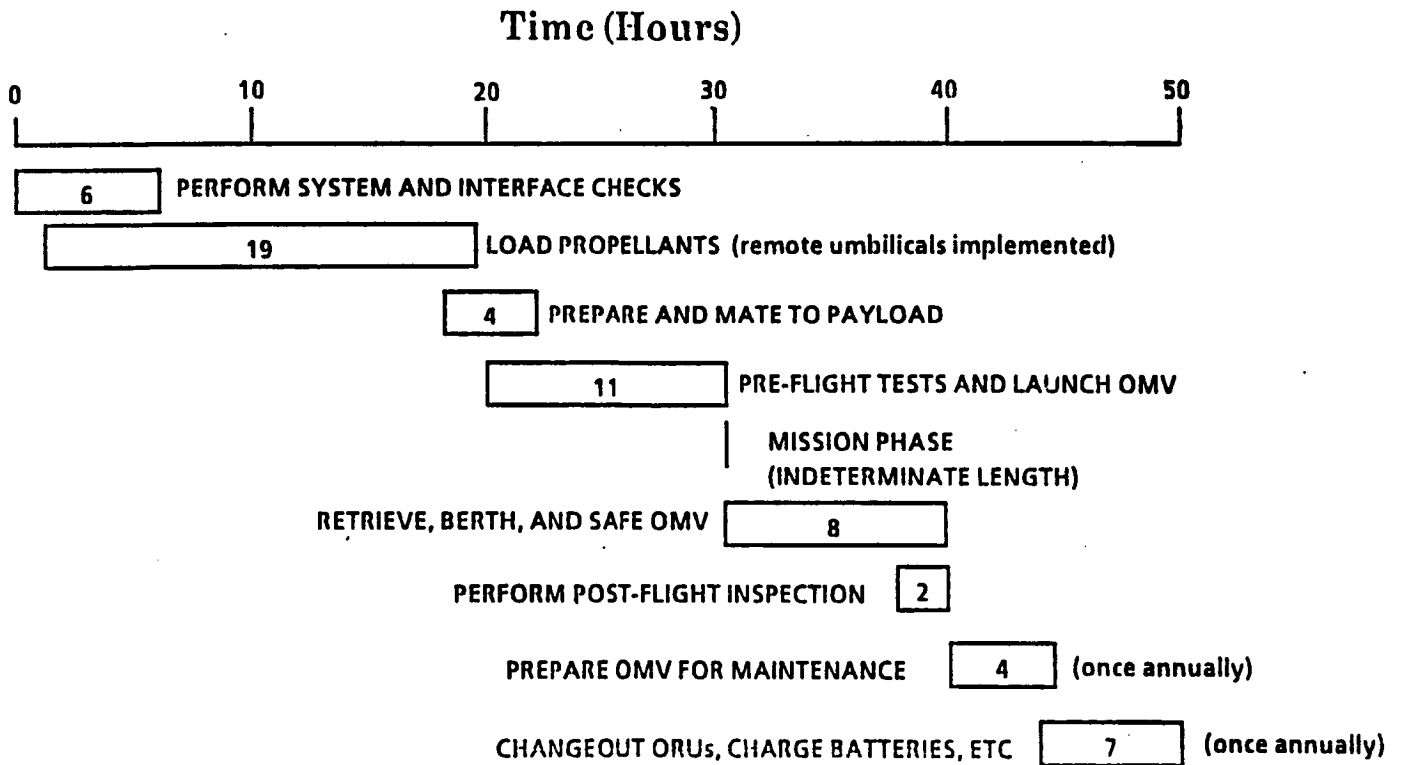 Time (Hours)
0 10 20 30 40 50
6 PERFORM SYSTEM AND INTERFACE CHECKS
19 LOAD PROPELLANTS (remote umbilicals implemented)
4 PREPARE AND MATE TO PAYLOAD
11 PRE-FLIGHT TESTS AND LAUNCH OMV
MISSION PHASE
(INDETERMINATE LENGTH)
RETRIEVE, BERTH, AND SAFE OMV 8
PERFORM POST-FLIGHT INSPECTION 2
PREPARE OMV FOR MAINTENANCE 4 (once annually)
CHANGEOUT ORUs, CHARGE BATTERIES, ETC 7 (once annually)